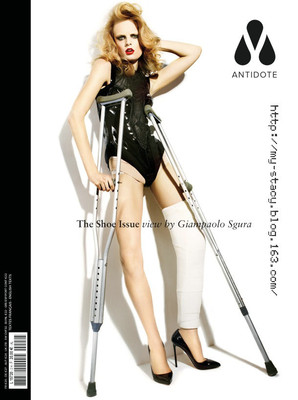 ANTIDOTE
The Shoe Issue view by Giampaolo Sgura
http://my-stacy.blog.163.com/